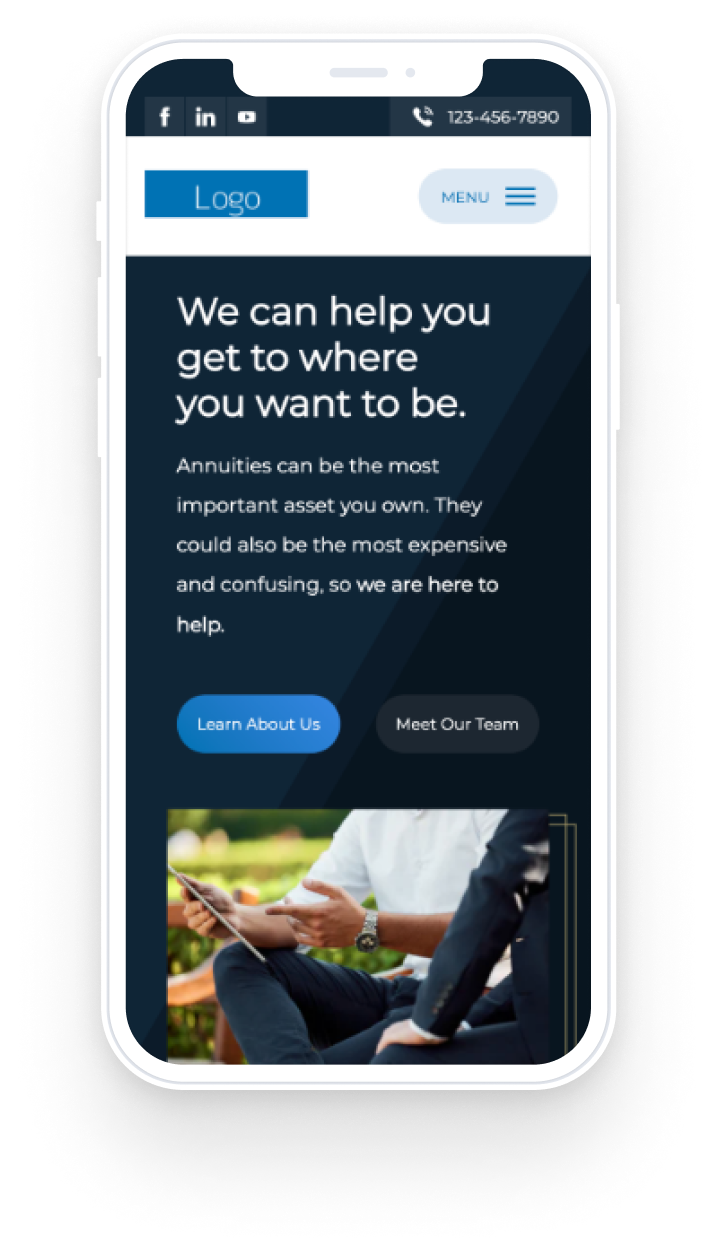 123-456-7890
Logo
MENU
We can help you
get to where
you want to be.
Annuities can be the most
important asset you own. They
could also be the most expensive
and confusing, so we are here to
help.
Learn About Us
Meet Our Team